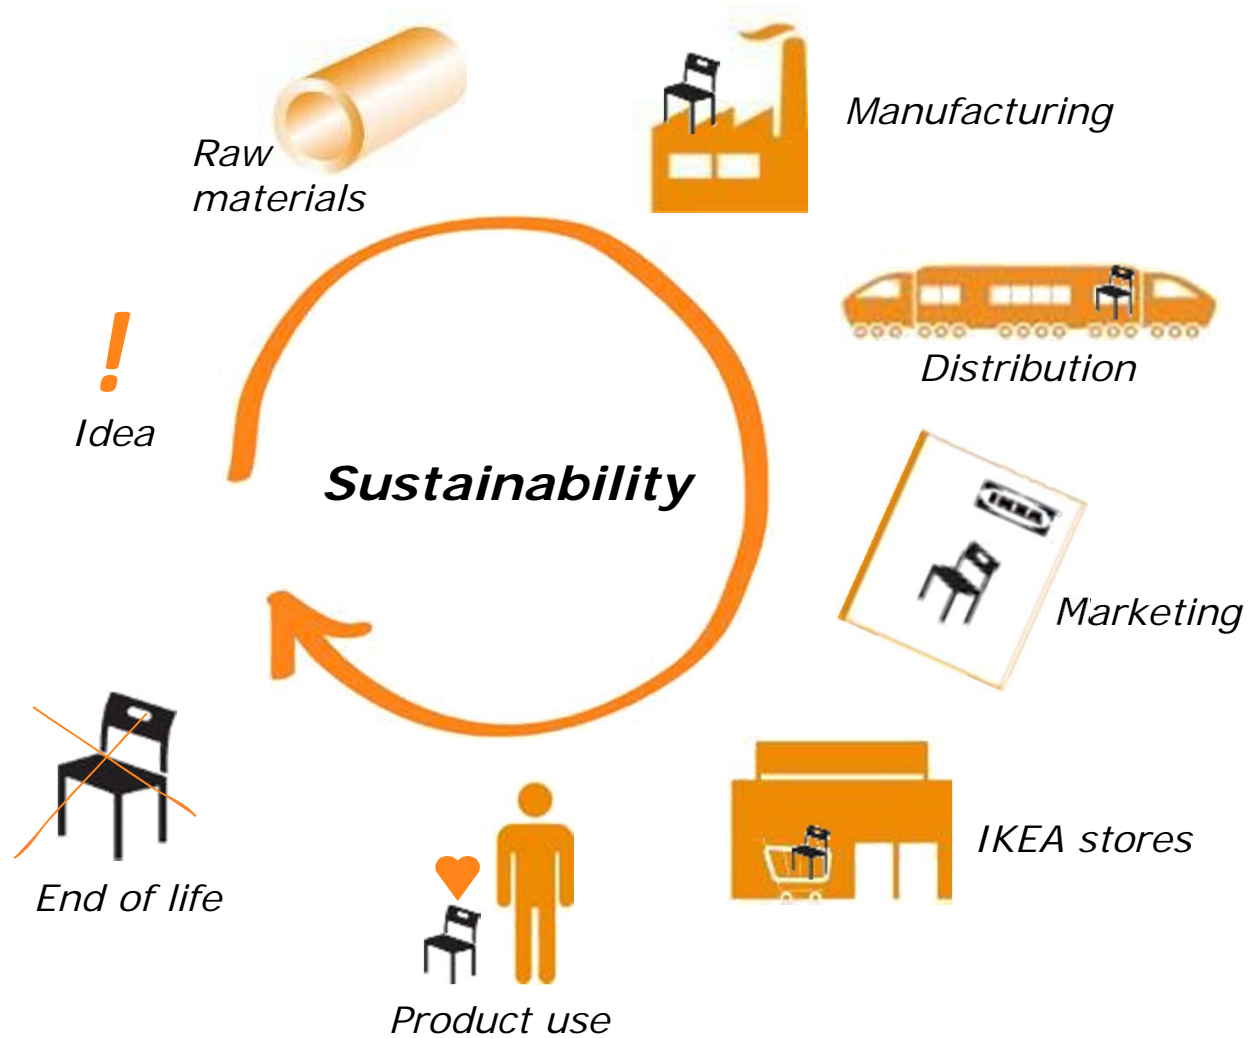 Raw
materials
Manufacturing
Distribution
!
Idea
Sustainability
IKEA
Marketing
IKEA stores
End of life
Product use